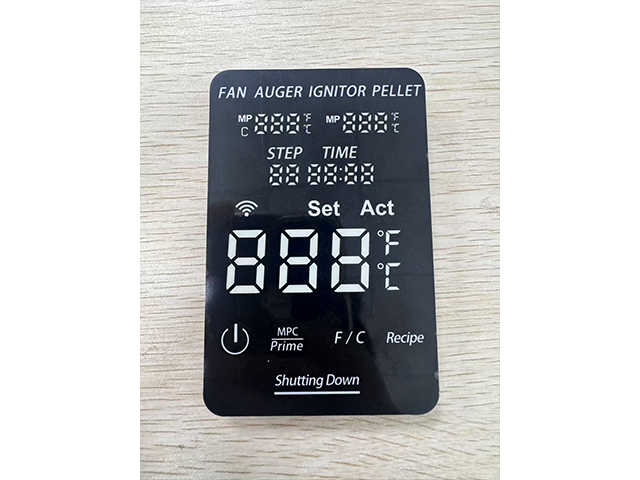 FAN AUGER IGNITOR PELLET
MP 888 °F MP 888 °F
C °C °C
STEP TIME
88 88:88
Set Act
888 °F
°C
MPC F / C Recipe
Prime
Shutting Down